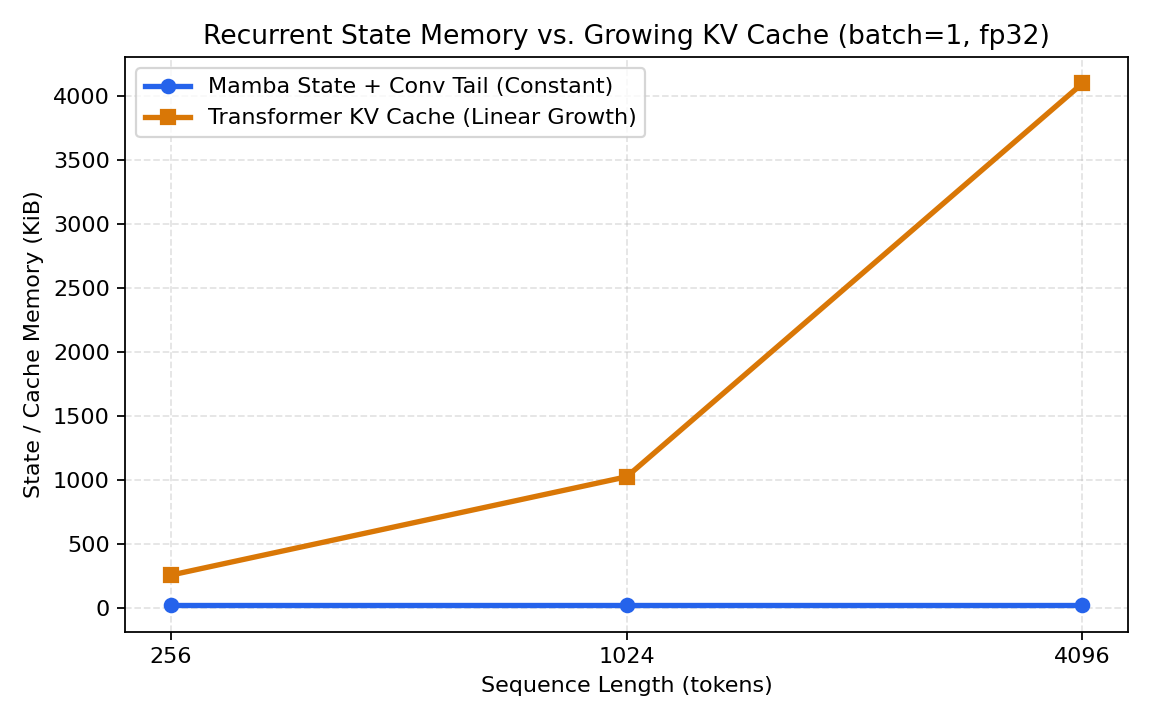 Recurrent State Memory vs. Growing KV Cache (batch=1, fp32)
Mamba State + Conv Tail (Constant)
Transformer KV Cache (Linear Growth)
State / Cache Memory (KiB)
4000
3500
3000
2500
2000
1500
1000
500
0
256 1024 4096
Sequence Length (tokens)